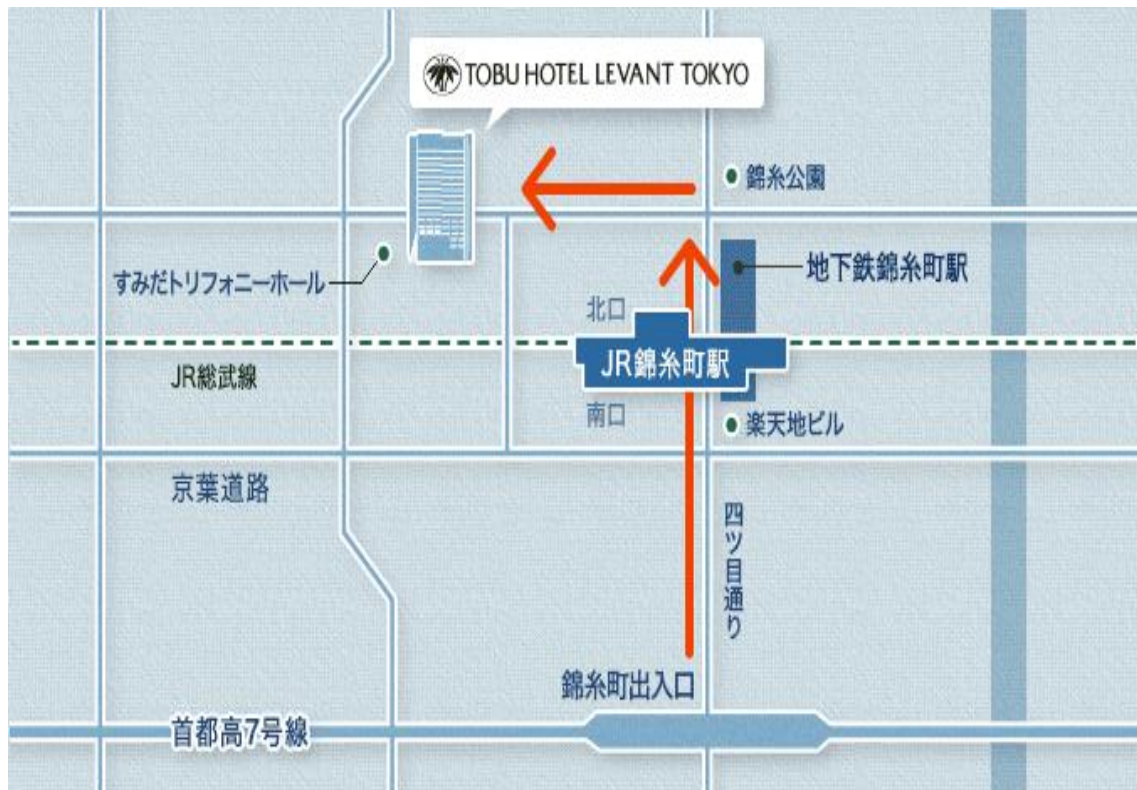 TOBU HOTEL LEVANT TOKYO
錦糸公園
地下鉄錦糸町駅
すみだトリフォニーホール
北口
JR錦糸町駅
JR総武線
南口
楽天地ビル
京葉道路
四ツ目通り
錦糸町出入口
首都高7号線